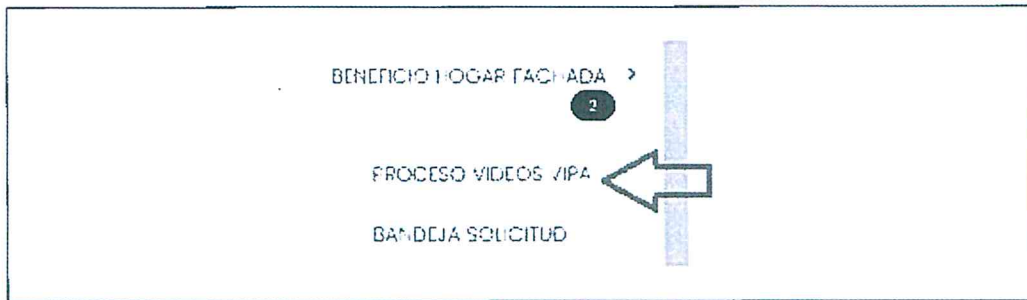 BENEFICIO HOGAR FACHADA >
2
PROCESO VIDEOS VIPA
BANDEJA SOLICITUD